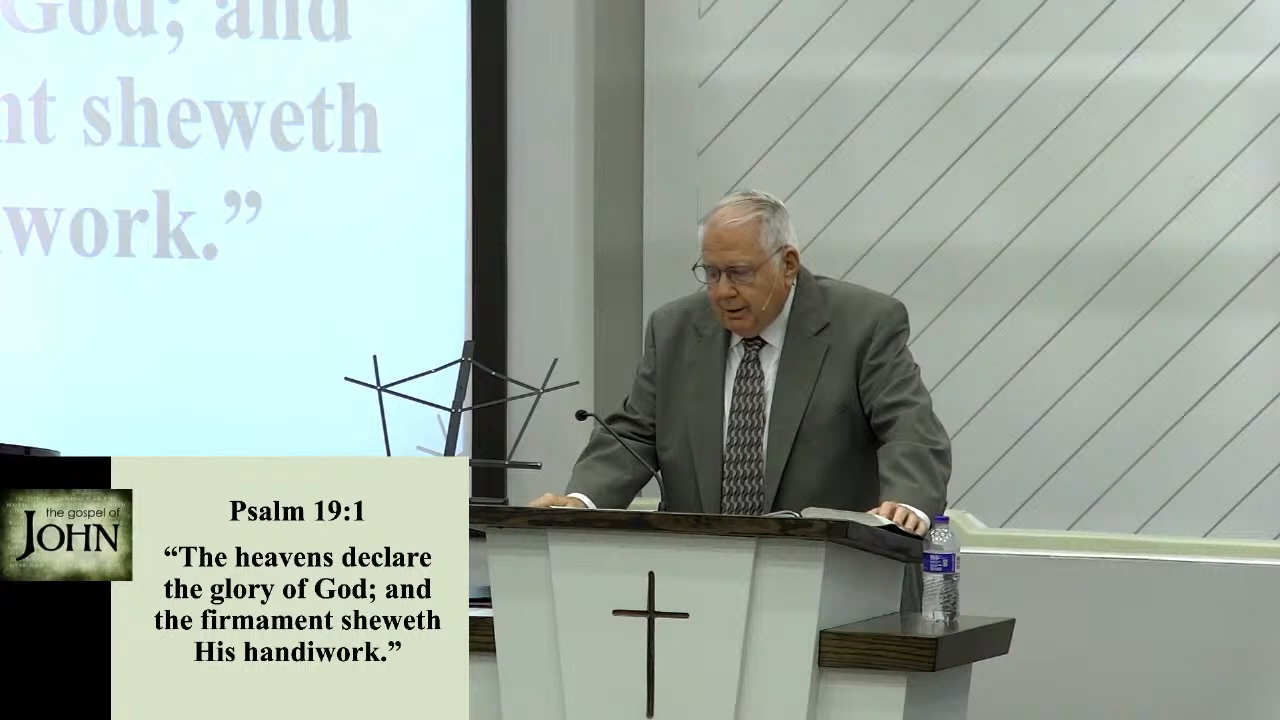 God; and
nt sheweth
work.”
the gospel of
JOHN
Psalm 19:1
“The heavens declare
the glory of God; and
the firmament sheweth
His handiwork.”